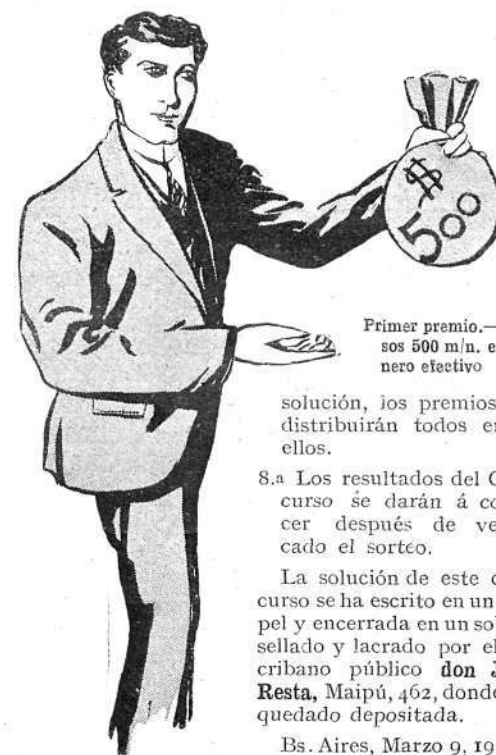 $
500
Primer premio.—
sos 500 m/n. e
nero efectivo
solución, los premios
distribuirán todos en
ellos.
8.a Los resultados del C
curso se darán á co
cer después de ve
cado el sorteo.
La solución de este c
curso se ha escrito en un
pel y encerrada en un so
sellado y lacrado por el
cribano público don J
Resta, Maipú, 462, donde
quedado depositada.
Bs. Aires, Marzo 9, 19